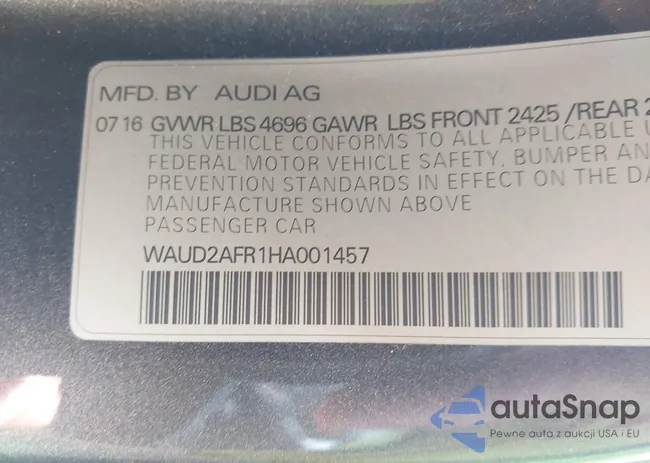 MFD. BY AUDI AG
07 16 GVWR LBS 4696 GAWR LBS FRONT 2425 /REAR 2
THIS VEHICLE CONFORMS TO ALL APPLICABLE U
FEDERAL MOTOR VEHICLE SAFETY, BUMPER AN
PREVENTION STANDARDS IN EFFECT ON THE DA
MANUFACTURE SHOWN ABOVE
PASSENGER CAR
WAUD2AFR1HA001457
autaSnap
Pewne auta z aukcji USA i EU